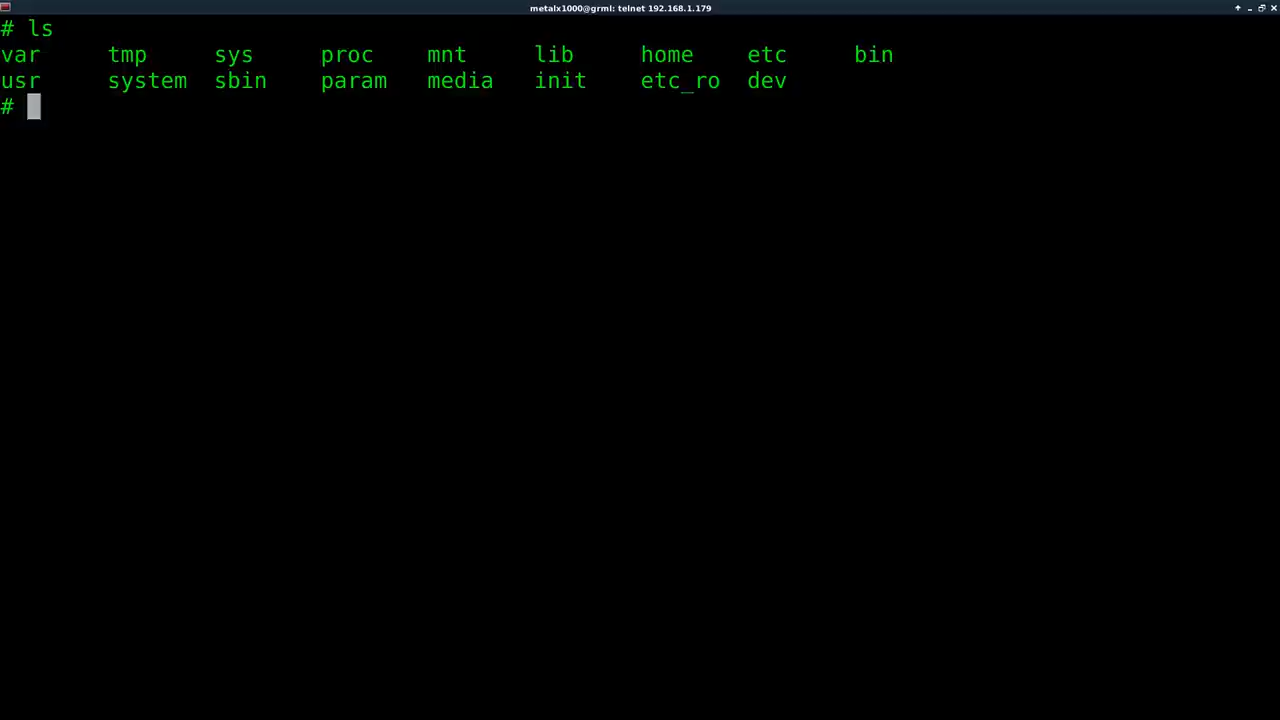 metalx1000@grml: telnet 192.168.1.179
# ls
var tmp sys proc mnt lib home etc bin
usr system sbin param media init etc_ro dev
#